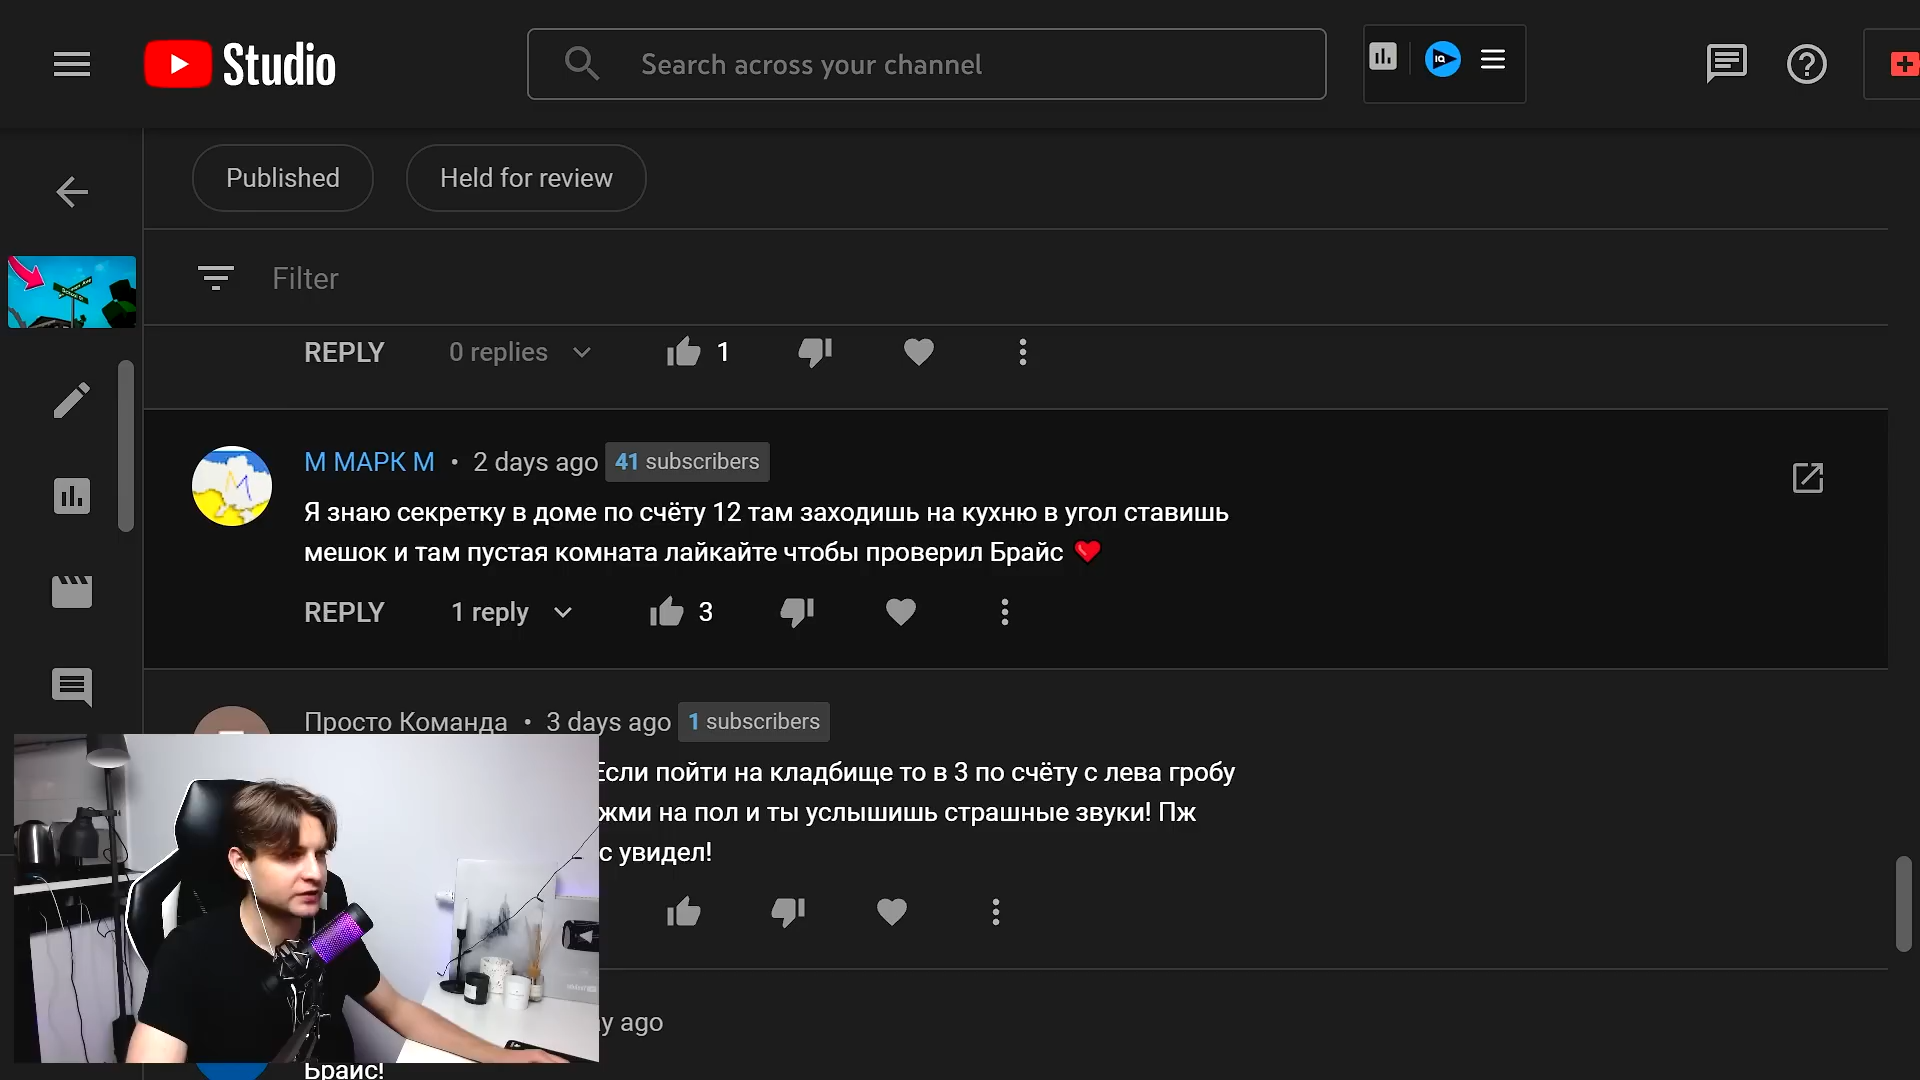 Studio
Search across your channel
Published
Held for review
Filter
REPLY 0 replies 1
М МАРК М • 2 days ago 41 subscribers
Я знаю секретку в доме по счёту 12 там заходишь на кухню в угол ставишь
мешок и там пустая комната лайкайте чтобы проверил Брайс
REPLY 1 reply 3
Просто Команда • 3 days ago 1 subscribers
Если пойти на кладбище то в 3 по счёту с лева гробу
жми на пол и ты услышишь страшные звуки! Пж
с увидел!
ago
Брайс!